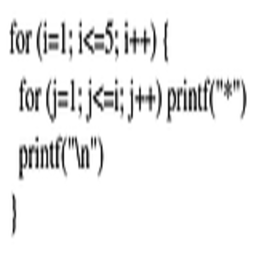 for (i=1; i<=5; i++) {
for (j=1; j<=i; j++) printf("*")
printf("\n")
}